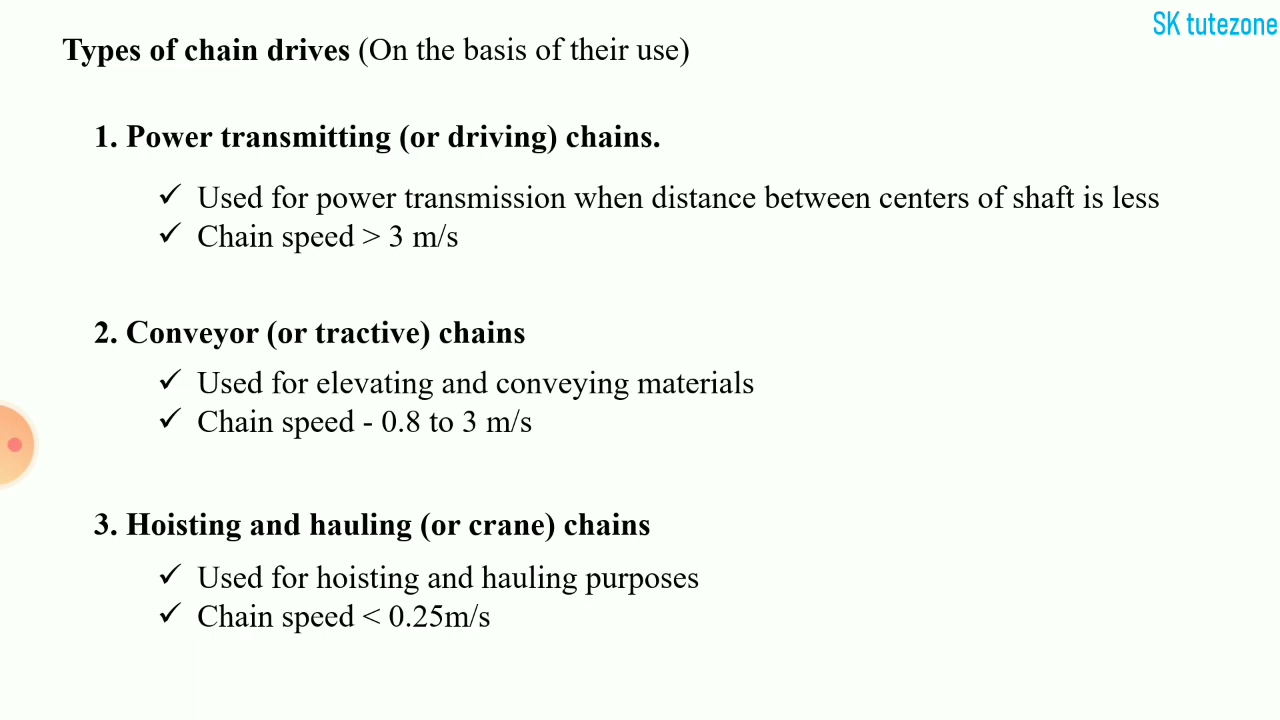 SK tutezone
Types of chain drives (On the basis of their use)
1. Power transmitting (or driving) chains.
✓ Used for power transmission when distance between centers of shaft is less
✓ Chain speed > 3 m/s
2. Conveyor (or tractive) chains
✓ Used for elevating and conveying materials
✓ Chain speed - 0.8 to 3 m/s
3. Hoisting and hauling (or crane) chains
✓ Used for hoisting and hauling purposes
✓ Chain speed < 0.25m/s